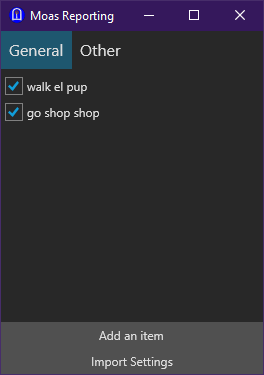 Moas Reporting
General Other
walk el pup
go shop shop
Add an item
Import Settings